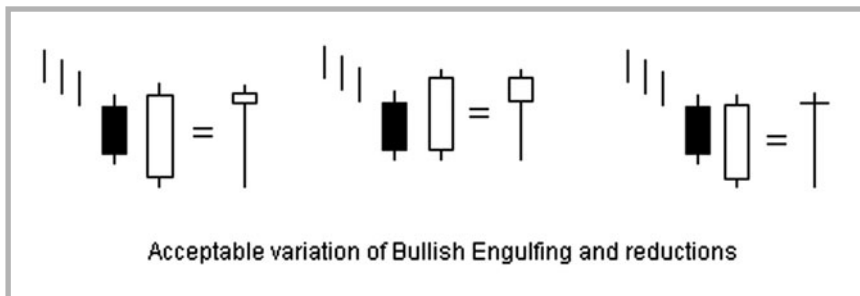 Acceptable variation of Bullish Engulfing and reductions